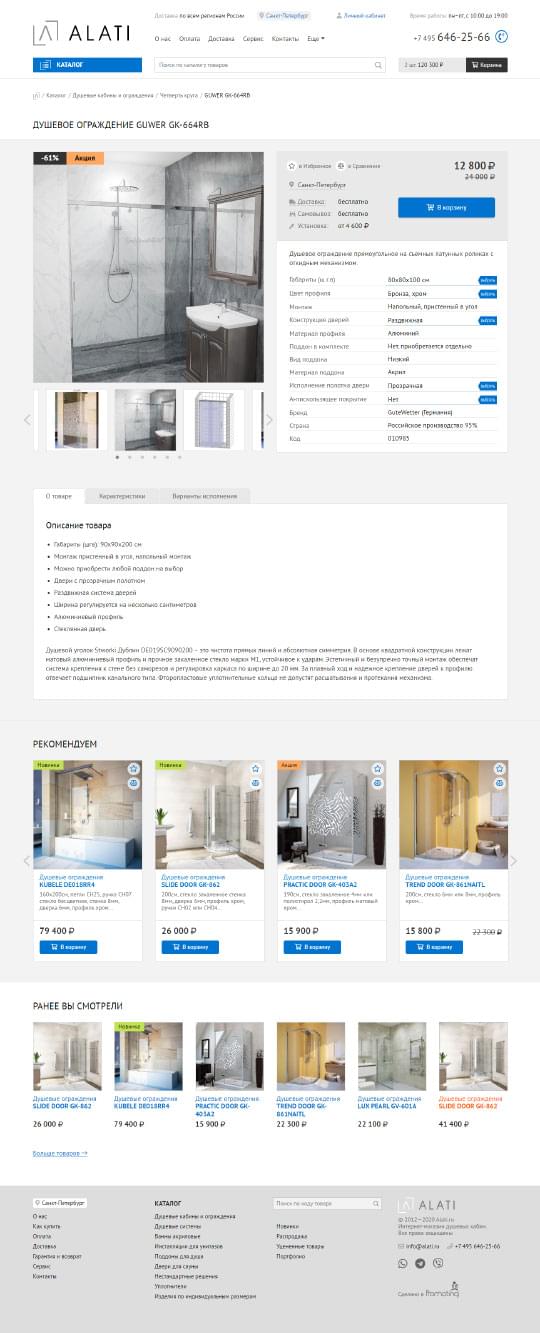 Доставка по всем регионам России
Санкт-Петербург
Личный кабинет
Время работы: пн-пт, с 10:00 до 19:00
ALATI
О нас Оплата Доставка Сервис Контакты Еще
+7 495 646-25-66
КАТАЛОГ
Поиск по каталогу товаров
2 шт. 120 300 ₽
Корзина
/ Каталог / Душевые кабины и ограждения / Четверть круга / GUWER GK-664RB
ДУШЕВОЕ ОГРАЖДЕНИЕ GUWER GK-664RB
-61% Акция
в Избранное в Сравнение
12 800 ₽
24 000 ₽
Санкт-Петербург
Доставка: бесплатно
Самовывоз: бесплатно
Установка: от 4 600 ₽
В корзину
Душевое ограждение прямоугольное на съемных латунных роликах с
откидным механизмом.
Габариты (ш.г.п) 80х80х100 см выбрать
Цвет профиля Бронза, хром выбрать
Монтаж Напольный, пристенный в угол
Конструкция дверей Раздвижная выбрать
Материал профиля Алюминий
Поддон в комплекте Нет, приобретается отдельно
Вид поддона Низкий
Материал поддона Акрил
Исполнение полотна двери Прозрачная выбрать
Антискользящее покрытие Нет выбрать
Бренд GuteWetter (Германия)
Страна Российское производство 95%
Код 010985
О товаре Характеристики Варианты исполнения
Описание товара
• Габариты (шгв): 90х90х200 см
• Монтаж пристенный в угол, напольный монтаж
• Можно приобрести любой поддон на выбор
• Двери с прозрачным полотном
• Раздвижная система дверей
• Ширина регулируется на несколько сантиметров
• Алюминиевый профиль
• Стеклянная дверь
Душевой уголок Stworki Дублин DE019SC9090200 – это чистота прямых линий и абсолютная симметрия. В основе квадратной конструкции лежат
матовый алюминиевый профиль и прочное закаленное стекло марки М1, устойчивое к ударам. Эстетичный и безупречно точный монтаж обеспечат
система крепления к стене без саморезов и регулировка каркаса по ширине до 20 мм. За плавный ход и надежное крепление дверей к профилю
отвечает подшипник канального типа. Фторопластовые уплотнительные кольца не допустят расшатывания и протекания механизма.
РЕКОМЕНДУЕМ
Новинка
Новинка
Акция
Душевые ограждения
KUBELE DE018RR4
160х200см, петли CH25, ручка CH07
стекло бесцветное, стенка 8мм,
дверка 6мм, профиль хром...
79 400 ₽
В корзину
Душевые ограждения
SLIDE DOOR GK-862
200см, стекло закаленное стенка
8мм, дверка 6мм, профиль хром,
ручки CH02 или CH04...
26 000 ₽
В корзину
Душевые ограждения
PRACTIC DOOR GK-403A2
190см, стекло закаленное 4мм или
полистирол 2,2мм, профиль матовый
хром...
15 900 ₽
В корзину
Душевые ограждения
TREND DOOR GK-861NAITL
200см, стекло 6мм или 8мм, профиль
хром...
15 800 ₽ 22 300 ₽
В корзину
РАНЕЕ ВЫ СМОТРЕЛИ
Новинка
Душевые ограждения
SLIDE DOOR GK-862
26 000 ₽
Душевые ограждения
KUBELE DE018RR4
79 400 ₽
Душевые ограждения
PRACTIC DOOR GK-
403A2
15 900 ₽
Душевые ограждения
TREND DOOR GK-
861NAITL
22 300 ₽
Душевые ограждения
LUX PEARL GV-601A
22 100 ₽
Душевые ограждения
SLIDE DOOR GK-862
41 400 ₽
Больше товаров →
Санкт-Петербург
О нас
Как купить
Оплата
Доставка
Гарантия и возврат
Сервис
Контакты
КАТАЛОГ
Душевые кабины и ограждения
Душевые системы
Ванны акриловые
Инсталляции для унитазов
Поддоны для душа
Двери для сауны
Нестандартные решения
Уплотнители
Изделия по индивидуальным размерам
Поиск по коду товара
Новинки
Распродажа
Уцененные товары
Портфолио
ALATI
© 2012—2020 Alati.ru
Интернет-магазин душевых кабин.
Все права защищены
info@alati.ru +7 495 646-25-66
Сделано в Promoting